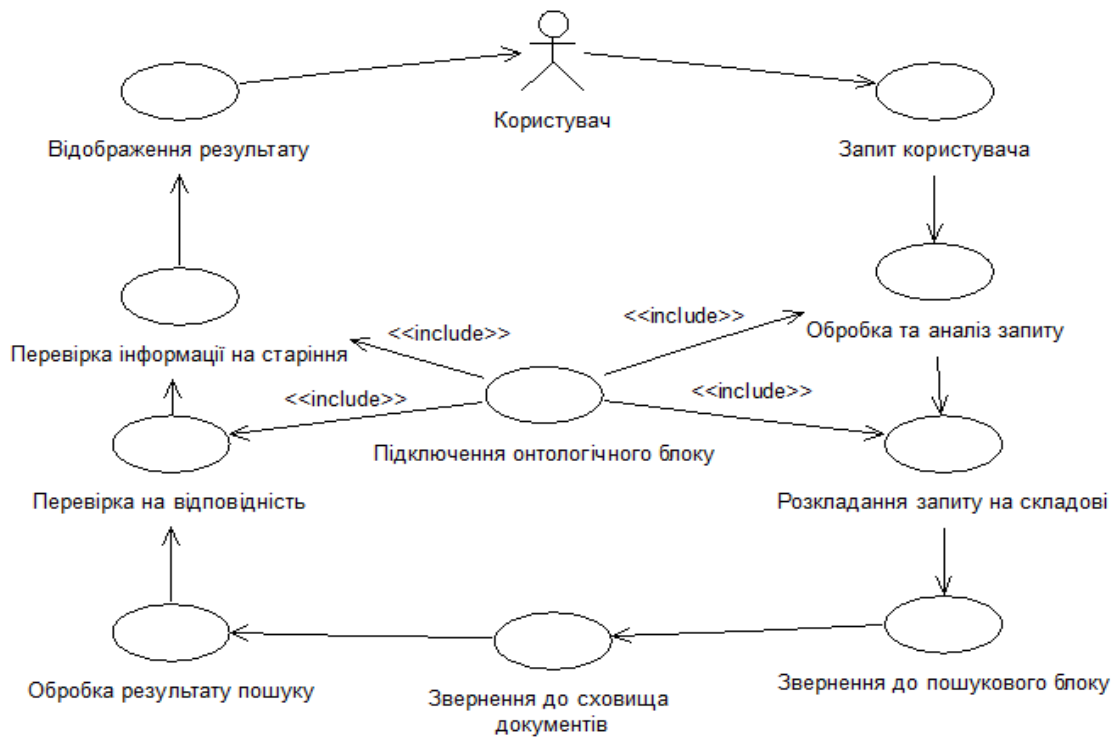 Користувач
Відображення результату
Запит користувача
<<include>>
<<include>>
Обробка та аналіз запиту
Перевірка інформації на старіння
<<include>>
<<include>>
Підключення онтологічного блоку
Перевірка на відповідність
Розкладання запиту на складові
Обробка результату пошуку
Звернення до сховища
документів
Звернення до пошукового блоку